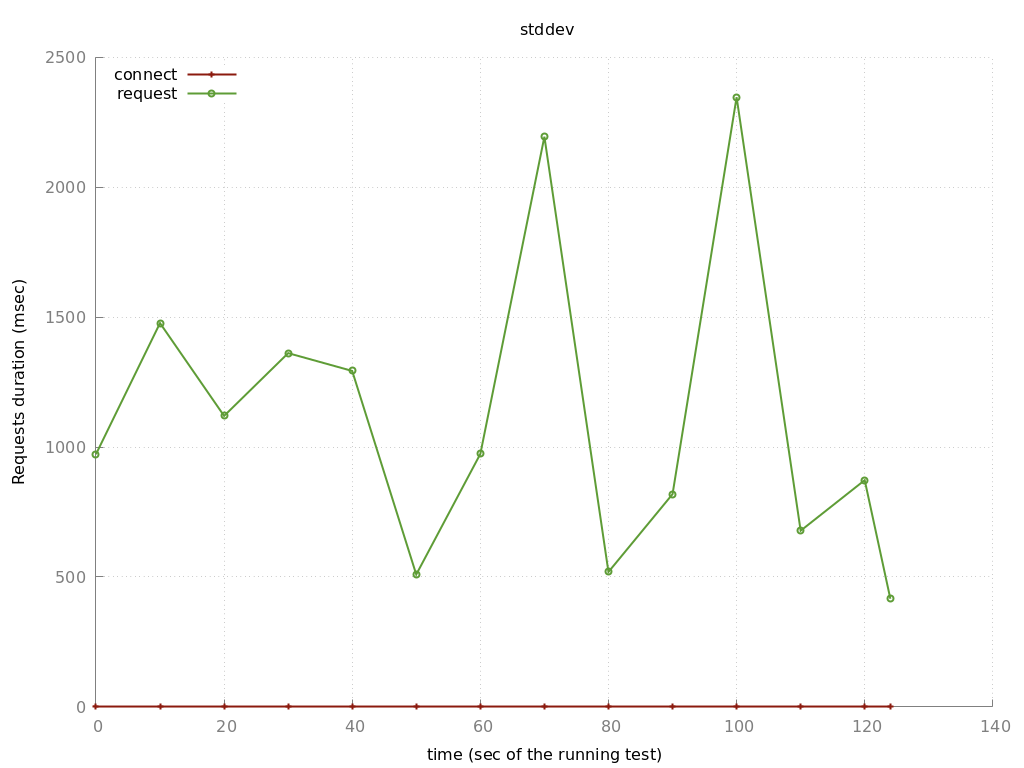 stddev
connect
request
2500
2000
1500
1000
500
0
Requests duration (msec)
0 20 40 60 80 100 120 140
time (sec of the running test)